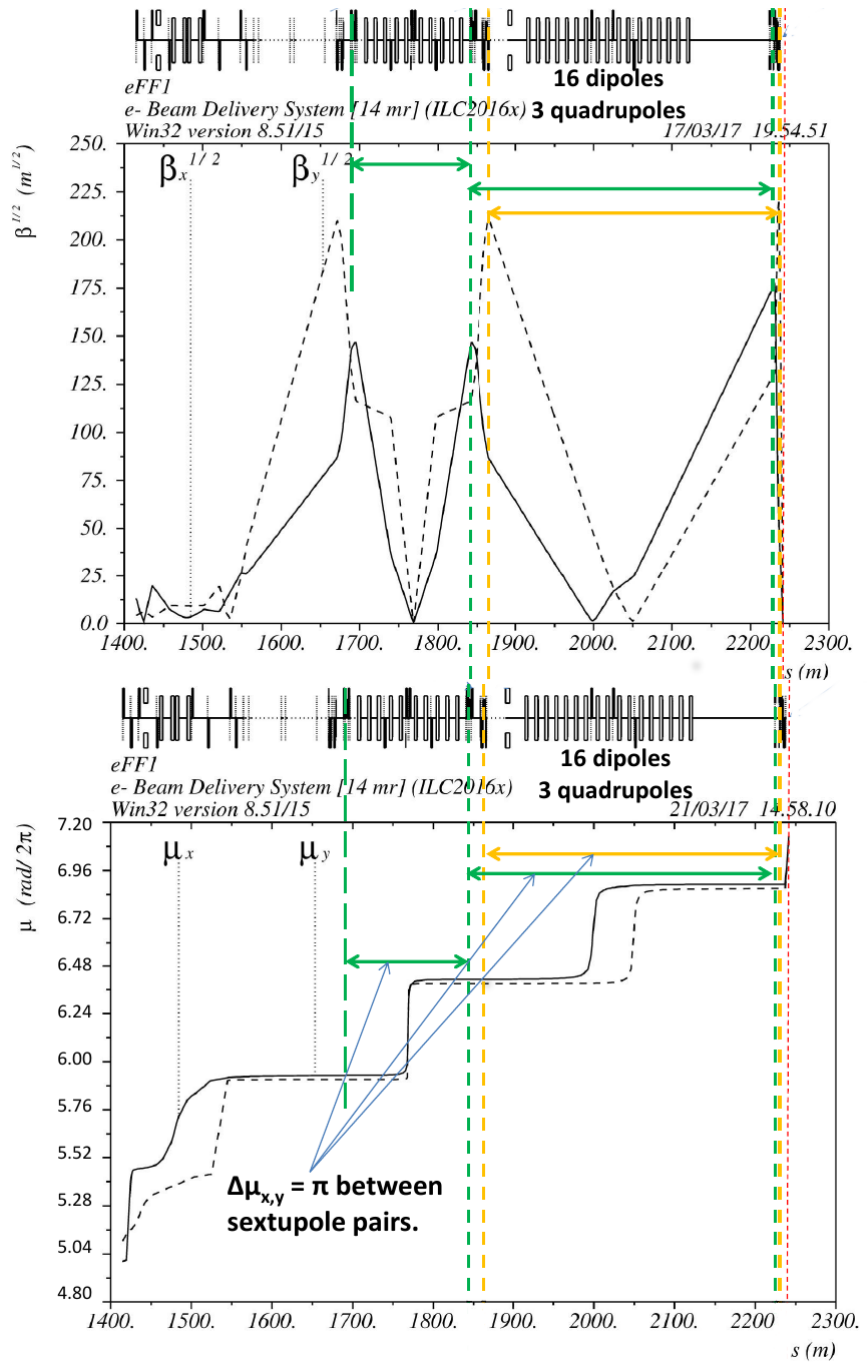 16 dipoles
eFF1
e- Beam Delivery System [14 mr] (ILC2016x) 3 quadrupoles
Win32 version 8.51/15 17/03/17 19.54.51
250.
β x 1/2 β y 1/2
225.
200.
175.
150.
125.
100.
75.
50.
25.
0.0
β 1/2 (m 1/2)
1400. 1500. 1600. 1700. 1800. 1900. 2000. 2100. 2200. 2300.
s (m)
16 dipoles
eFF1
e- Beam Delivery System [14 mr] (ILC2016x) 3 quadrupoles
Win32 version 8.51/15 21/03/17 14.58.10
7.20
μ x μ y
6.96
6.72
6.48
6.24
6.00
5.76
5.52
5.28
5.04
4.80
μ (rad/ 2π)
Δμx,y = π between
sextupole pairs.
1400. 1500. 1600. 1700. 1800. 1900. 2000. 2100. 2200. 2300.
s (m)